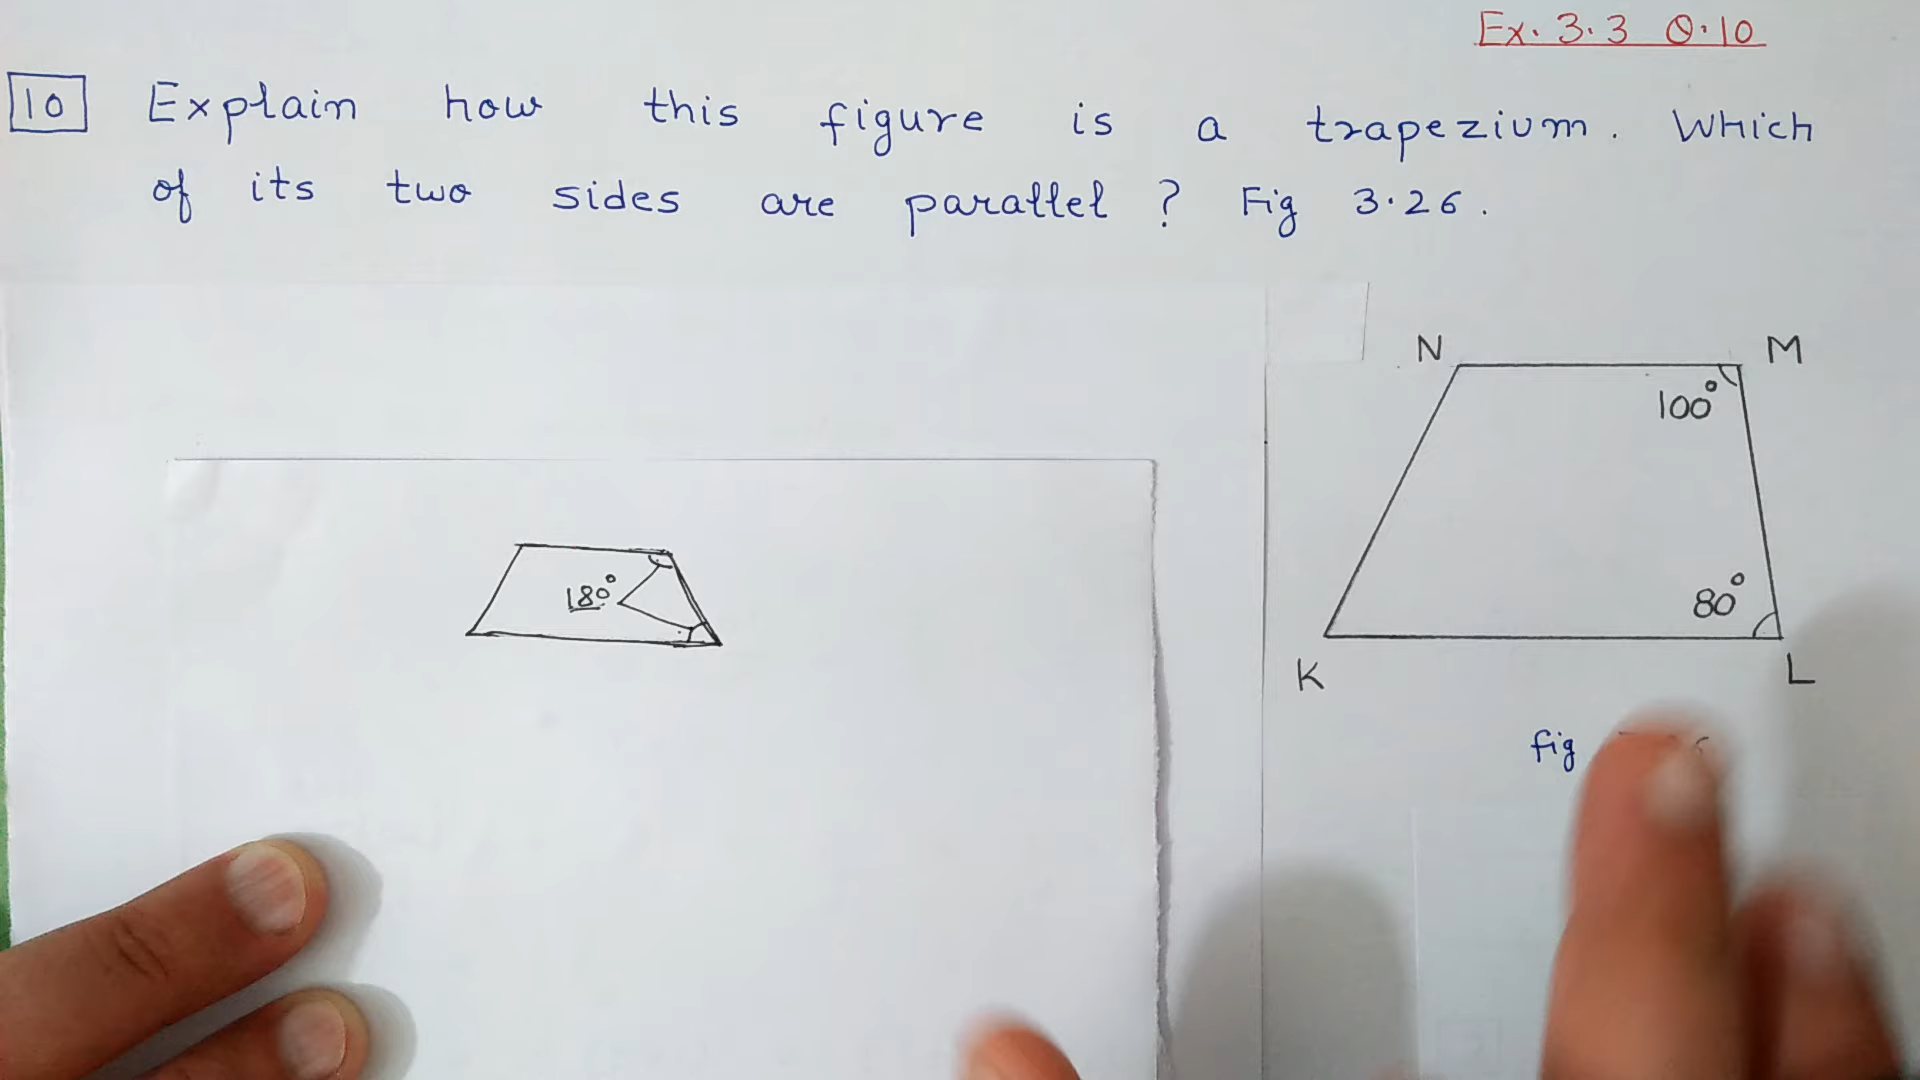 Ex. 3.3 Q.10
10 Explain how this figure is a trapezium. Which
of its two sides are parallel ? Fig 3.26.
N M
100°
180°
80°
K L
fig